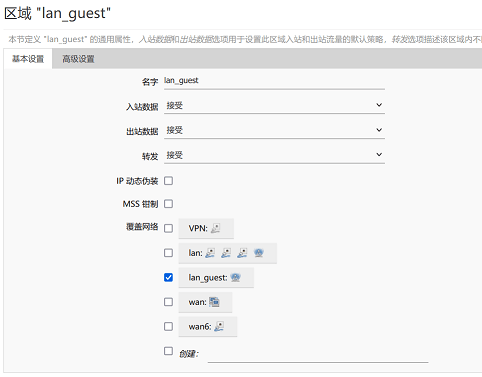 区域 "lan_guest"
本节定义 "lan_guest" 的通用属性，入站数据和出站数据选项用于设置此区域入站和出站流量的默认策略，转发选项描述该区域内不
基本设置 高级设置
名字 lan_guest
入站数据 接受
出站数据 接受
转发 接受
IP 动态伪装
MSS 钳制
覆盖网络 VPN:
lan:
lan_guest:
wan:
wan6:
创建：